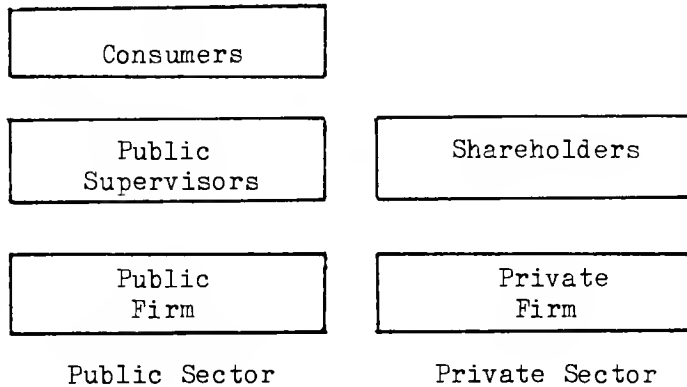 Consumers
Public
Supervisors
Shareholders
Public
Firm
Private
Firm
Public Sector
Private Sector